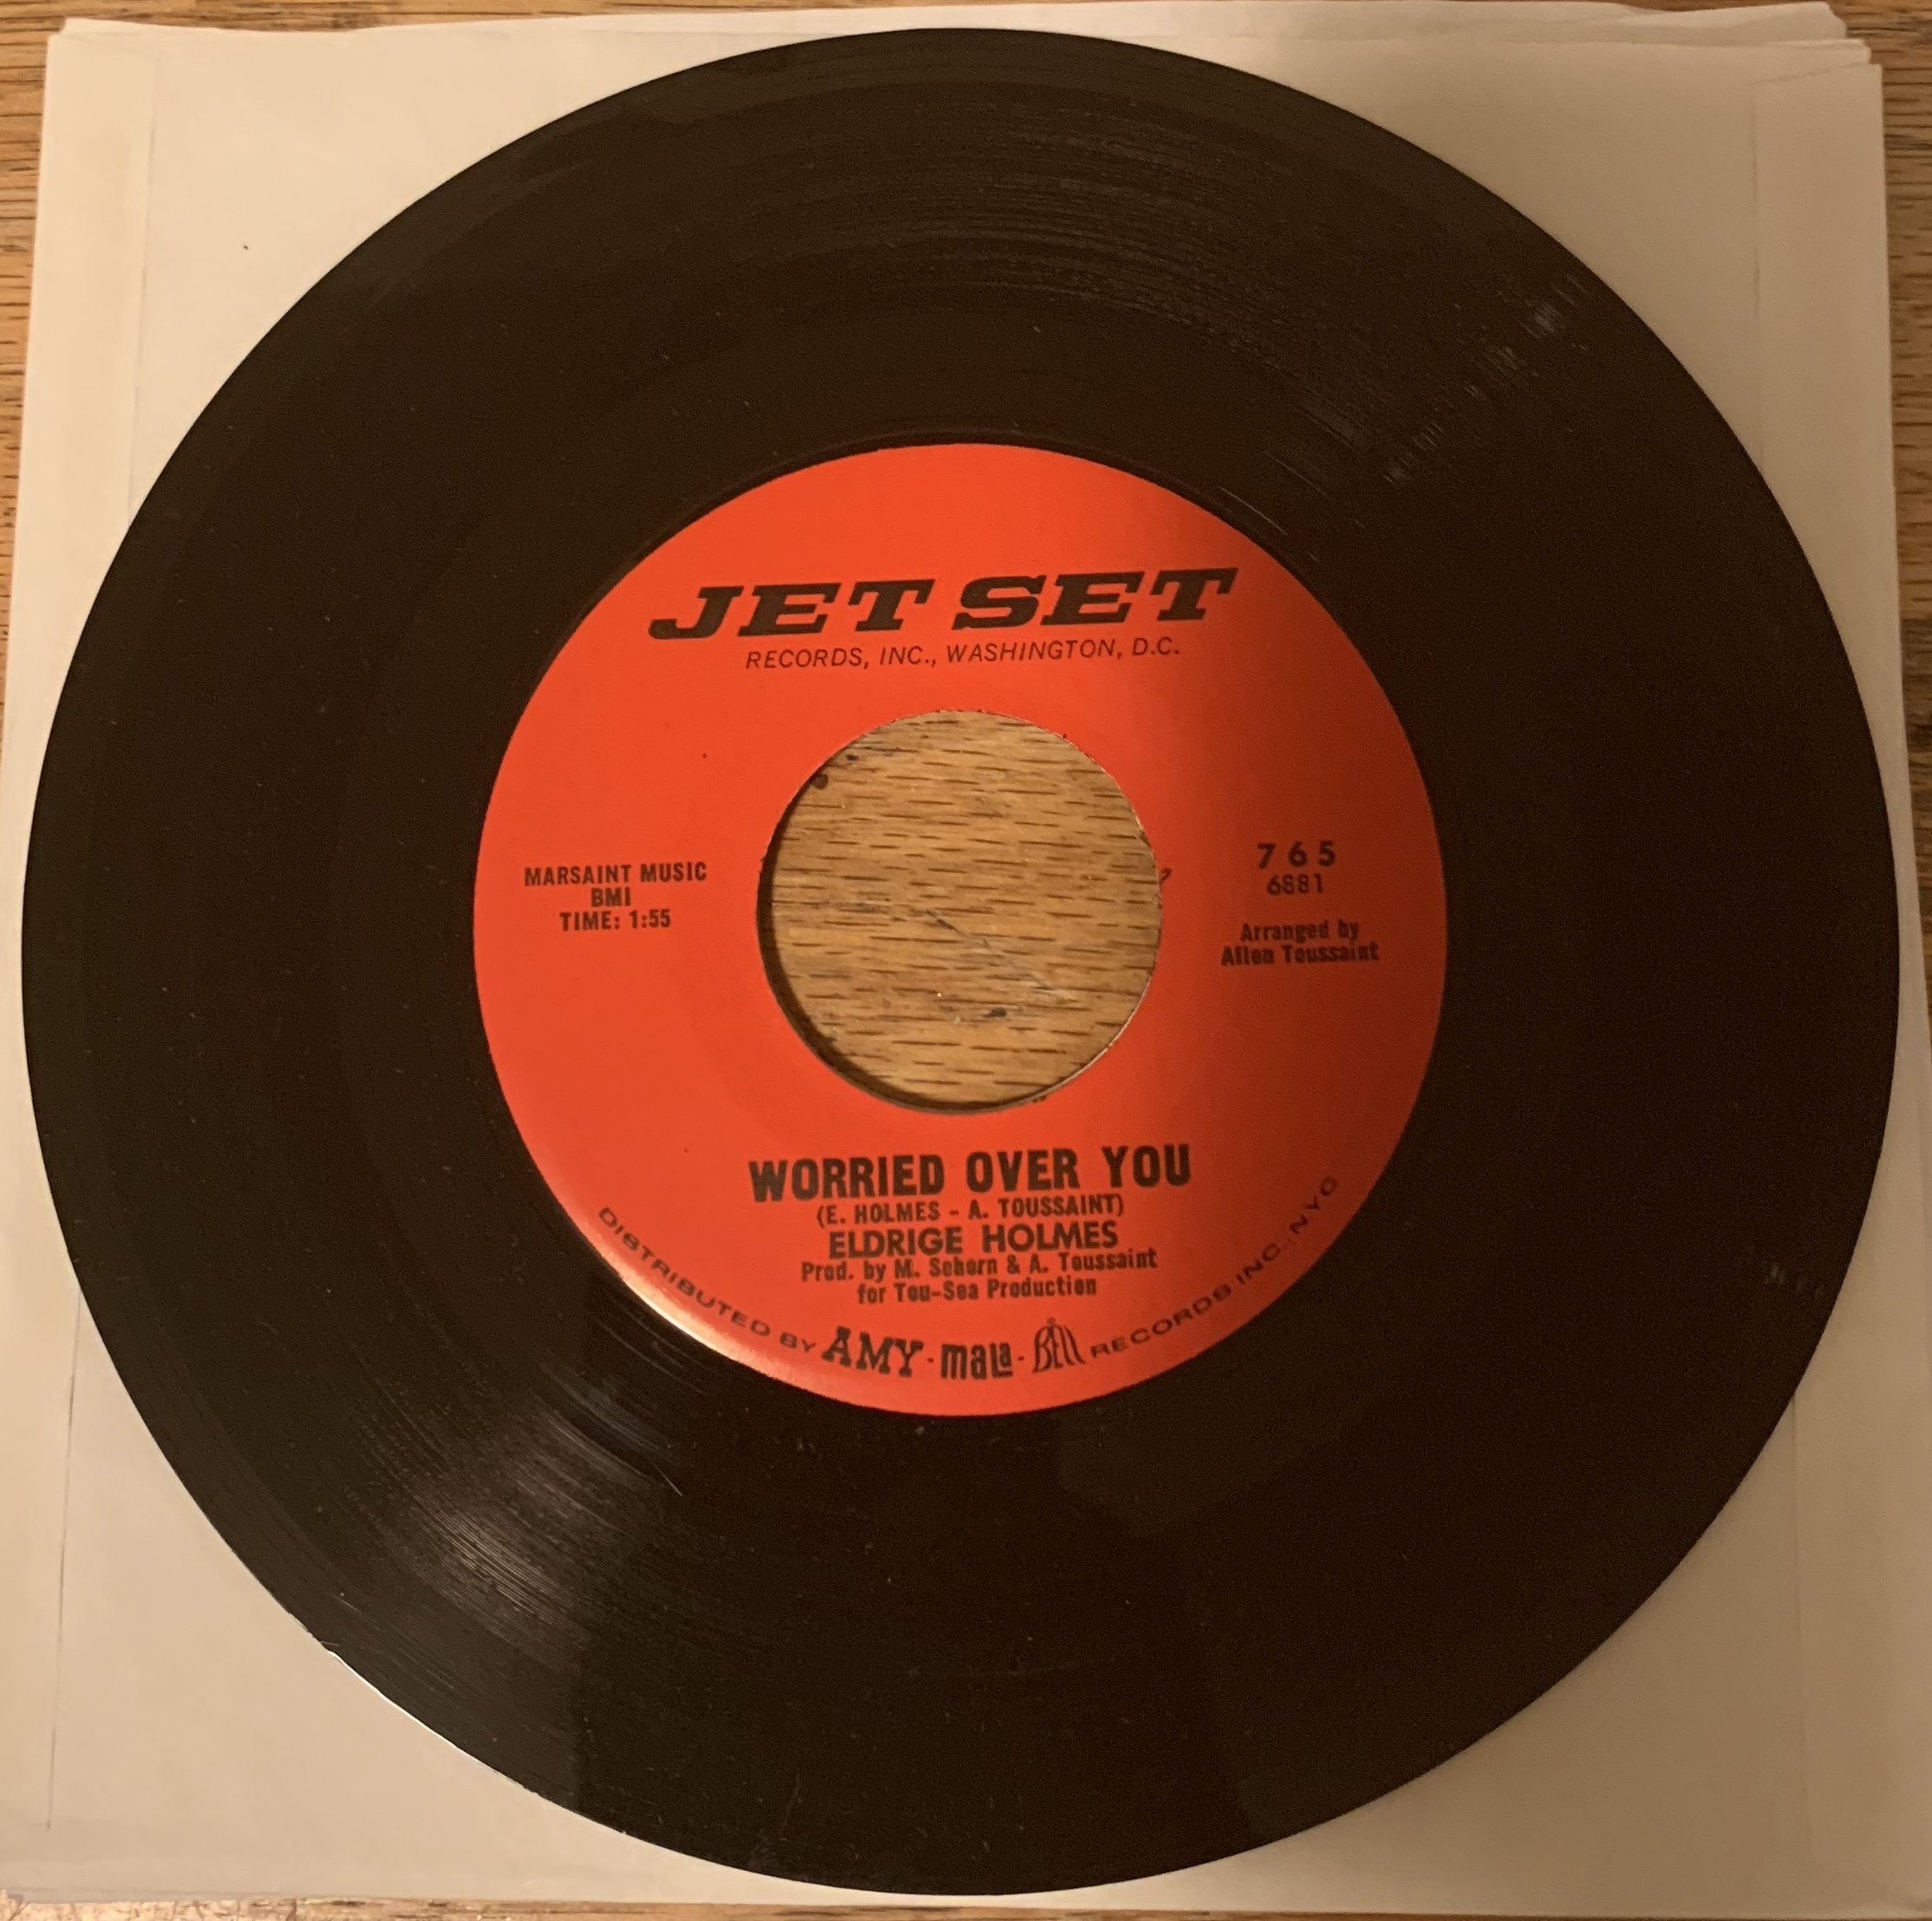 JET SET
RECORDS, INC., WASHINGTON, D.C.
MARSAINT MUSIC
BMI
TIME: 1:55
765
6881
Arranged by
Allen Toussaint
WORRIED OVER YOU
(E. HOLMES - A. TOUSSAINT)
ELDRIGE HOLMES
Prod. by M. Sehorn & A. Toussaint
for Tou-Sea Production
DISTRIBUTED BY AMY · mala · BELL RECORDS INC. N.Y.C